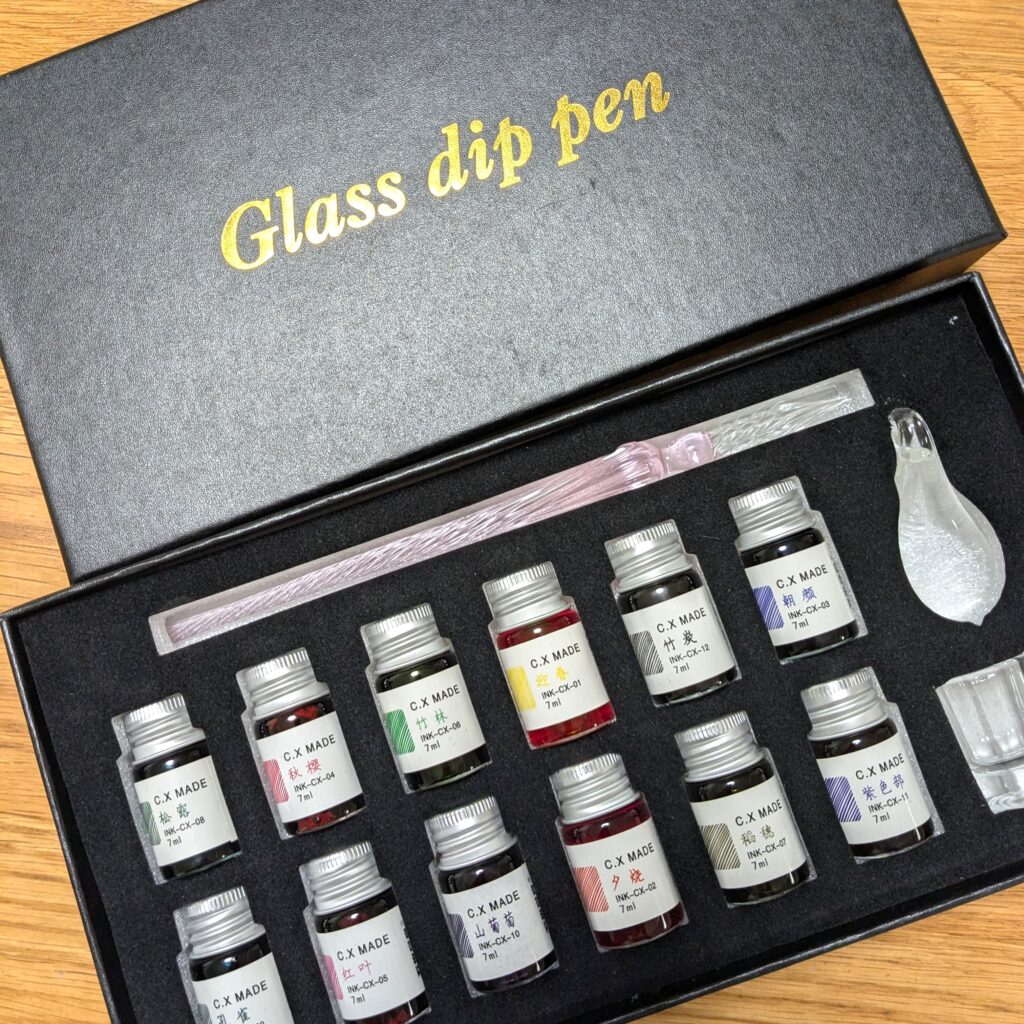 Glass dip pen
C.X MADE
松露
INK-CX-08
7ml
C.X MADE
秋櫻
INK-CX-04
7ml
C.X MADE
竹林
INK-CX-06
7ml
C.X MADE
迎春
INK-CX-01
7ml
C.X MADE
竹炭
INK-CX-12
7ml
C.X MADE
朝顔
INK-CX-03
7ml
C.X MADE
孔雀
C.X MADE
红叶
INK-CX-05
7ml
C.X MADE
山葡萄
INK-CX-10
7ml
C.X MADE
夕烧
INK-CX-02
7ml
C.X MADE
稻穗
INK-CX-07
7ml
C.X MADE
紫色部
INK-CX-11
7ml